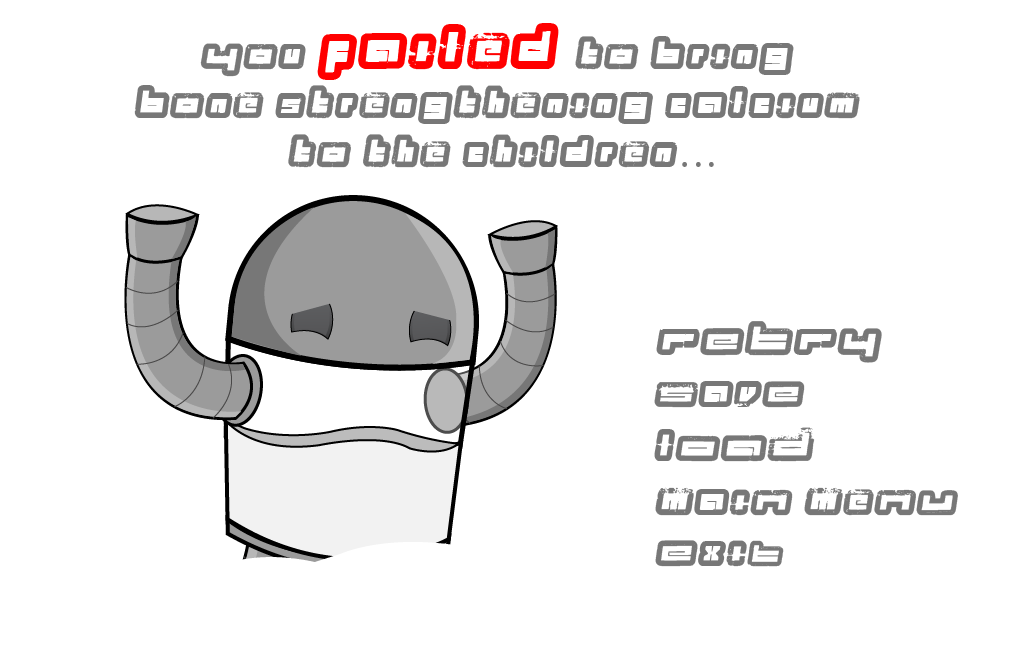 you failed to bring
bone strengthening calcium
to the children...
retry
save
load
Main Menu
exit